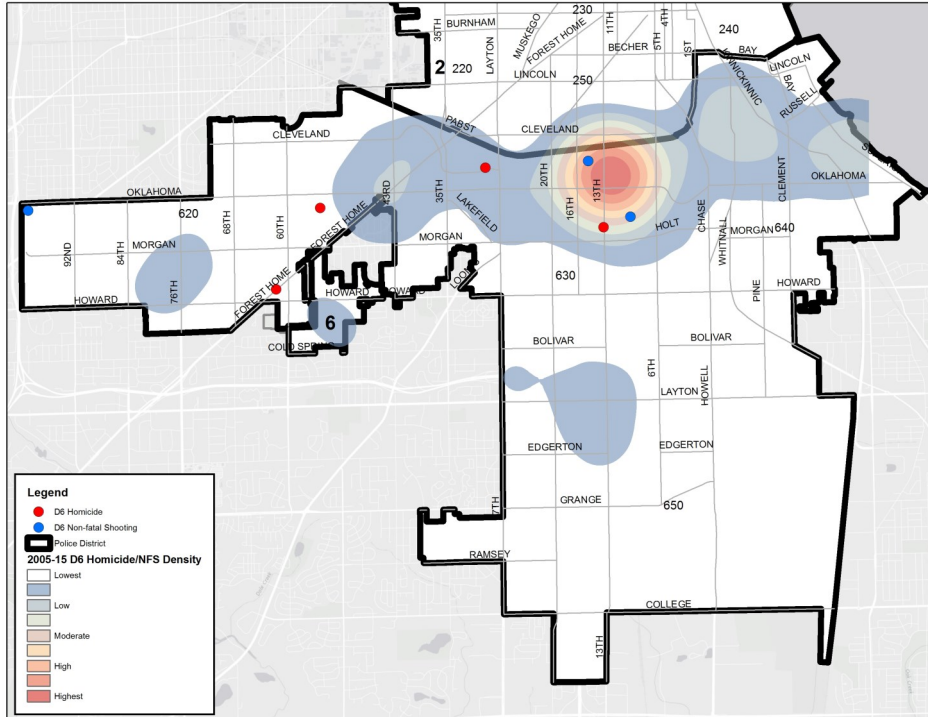 230
240
BURNHAM
35TH
LAYTON
MUSKEGO
FOREST HOME
11TH
BECHER
5TH
4TH
1ST
BAY
KINNICKINNIC
LINCOLN
BAY
RUSSELL
2
220
LINCOLN
250
PABST
CLEVELAND
CLEVELAND
OKLAHOMA
43RD
35TH
LAKEFIELD
20TH
16TH
13TH
CLEMENT
OKLAHOMA
620
92ND
84TH
76TH
68TH
60TH
MORGAN
FOREST HOME
MORGAN
HOLT
CHASE
WHITNALL
MORGAN
640
HOWARD
FOREST HOME
HOWARD
630
PINE
HOWARD
6
COLD SPRING
BOLIVAR
6TH
BOLIVAR
HOWELL
LAYTON
EDGERTON
EDGERTON
GRANGE
650
RAMSEY
COLLEGE
13TH
Legend
D6 Homicide
D6 Non-fatal Shooting
Police District
2005-15 D6 Homicide/NFS Density
Lowest
Low
Moderate
High
Highest